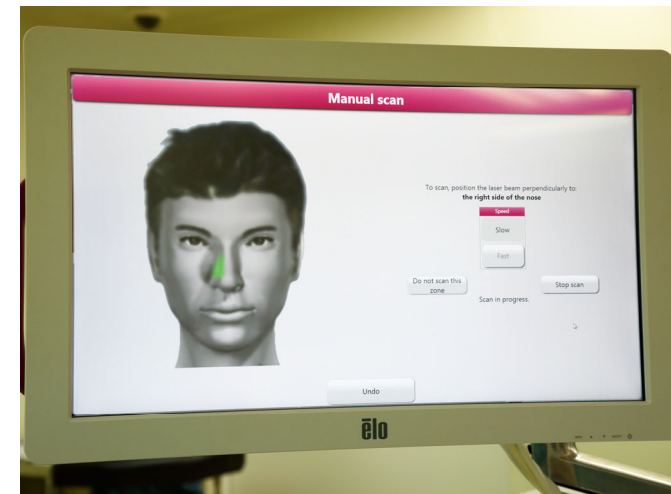 Manual scan
To scan, position the laser beam perpendicularly to:
the right side of the nose
Speed
Slow
Fast
Do not scan this
zone
Stop scan
Scan in progress.
Undo
ēlo